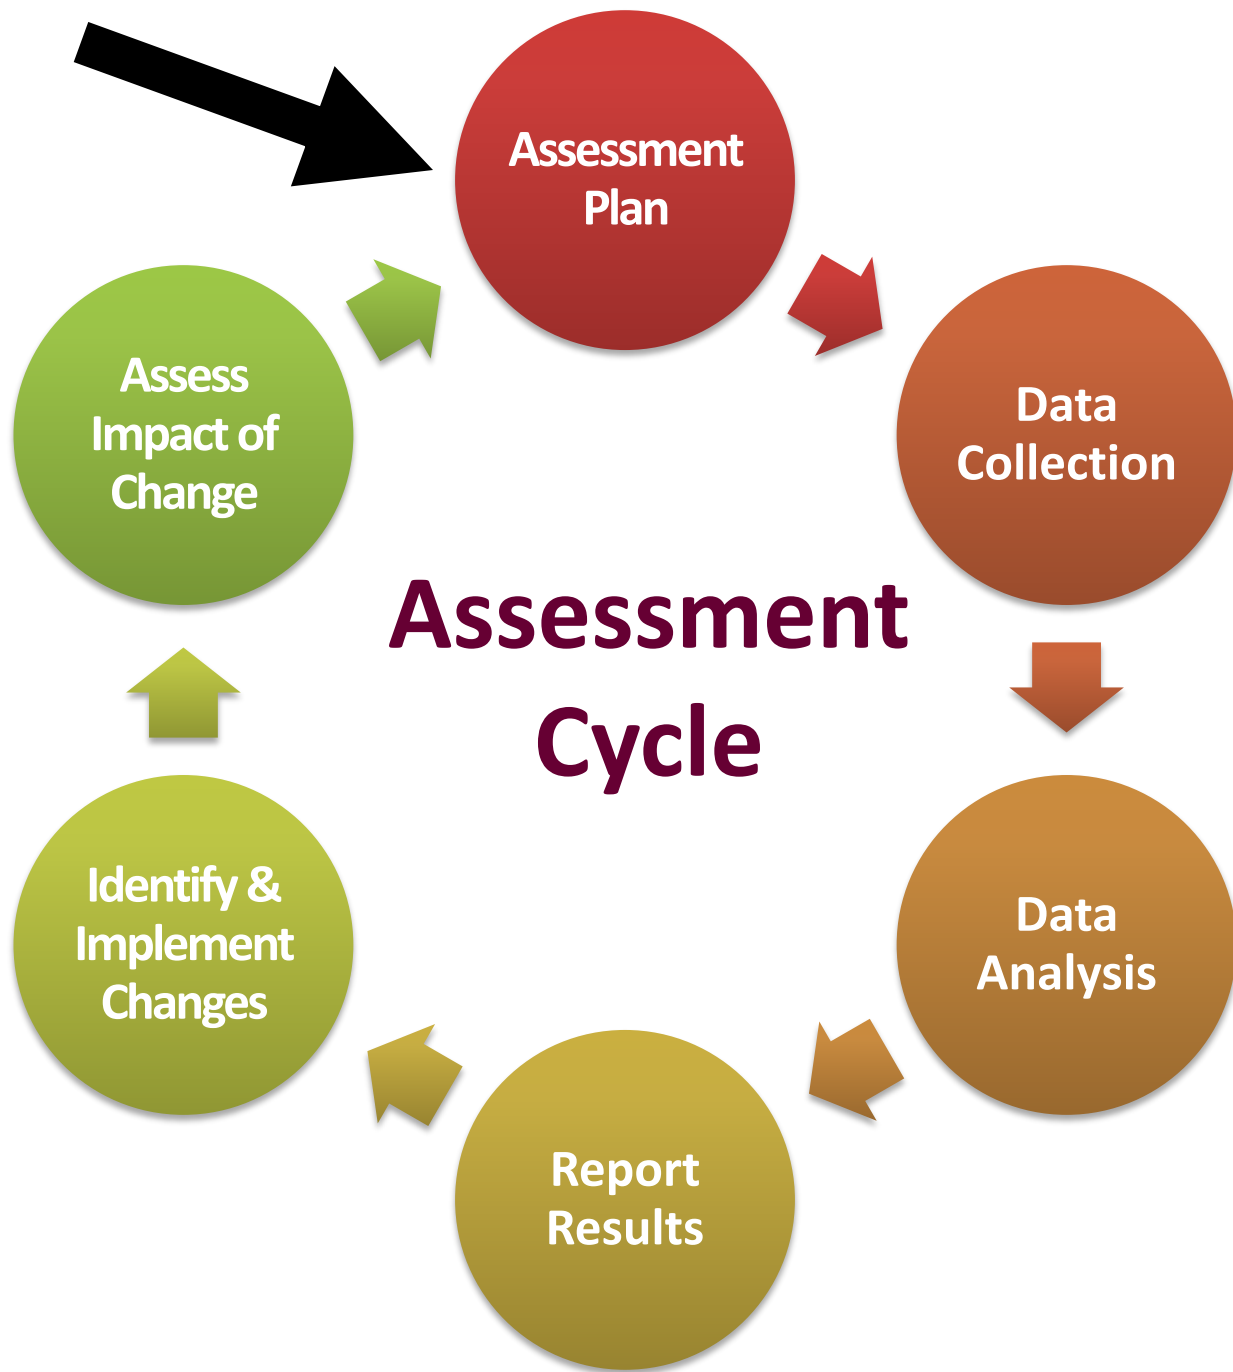 Assessment
Plan
Data
Collection
Data
Analysis
Report
Results
Identify &
Implement
Changes
Assess
Impact of
Change
Assessment
Cycle